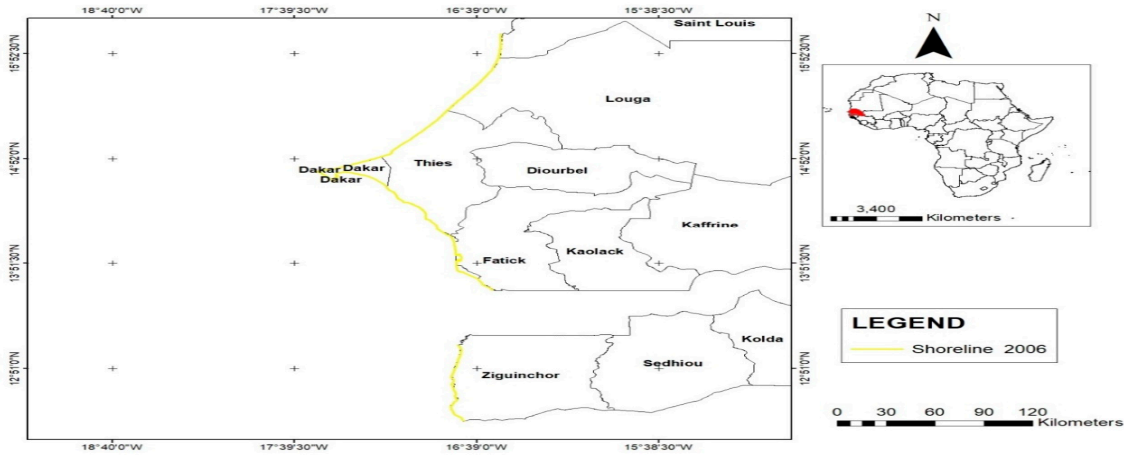 18°40'0"W 17°39'30"W 16°39'0"W 15°38'30"W
15°52'30"N
14°52'0"N
13°51'30"N
12°51'0"N
Saint Louis
Louga
Dakar Dakar
Dakar
Thies
Diourbel
Kaffrine
Kaolack
Fatick
Kolda
Sedhiou
Ziguinchor
15°52'30"N
14°52'0"N
13°51'30"N
12°51'0"N
18°40'0"W 17°39'30"W 16°39'0"W 15°38'30"W
N
3,400
Kilometers
LEGEND
Shoreline 2006
0 30 60 90 120
Kilometers